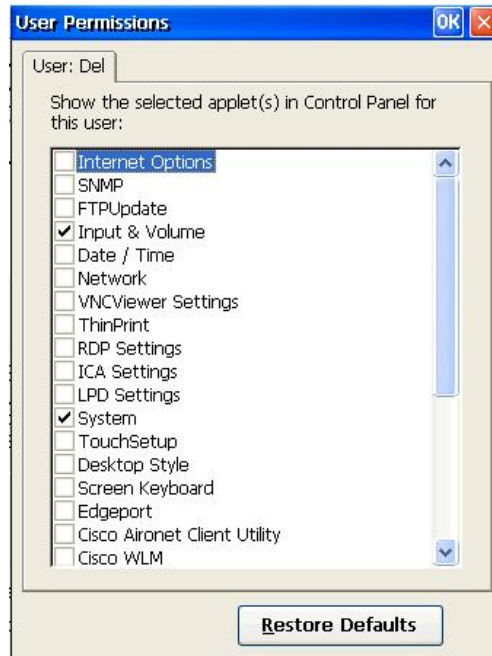 User Permissions OK
User: Del
Show the selected applet(s) in Control Panel for
this user:
Internet Options
SNMP
FTPUpdate
Input & Volume
Date / Time
Network
VNCViewer Settings
ThinPrint
RDP Settings
ICA Settings
LPD Settings
System
TouchSetup
Desktop Style
Screen Keyboard
Edgeport
Cisco Aironet Client Utility
Cisco WLM
Restore Defaults